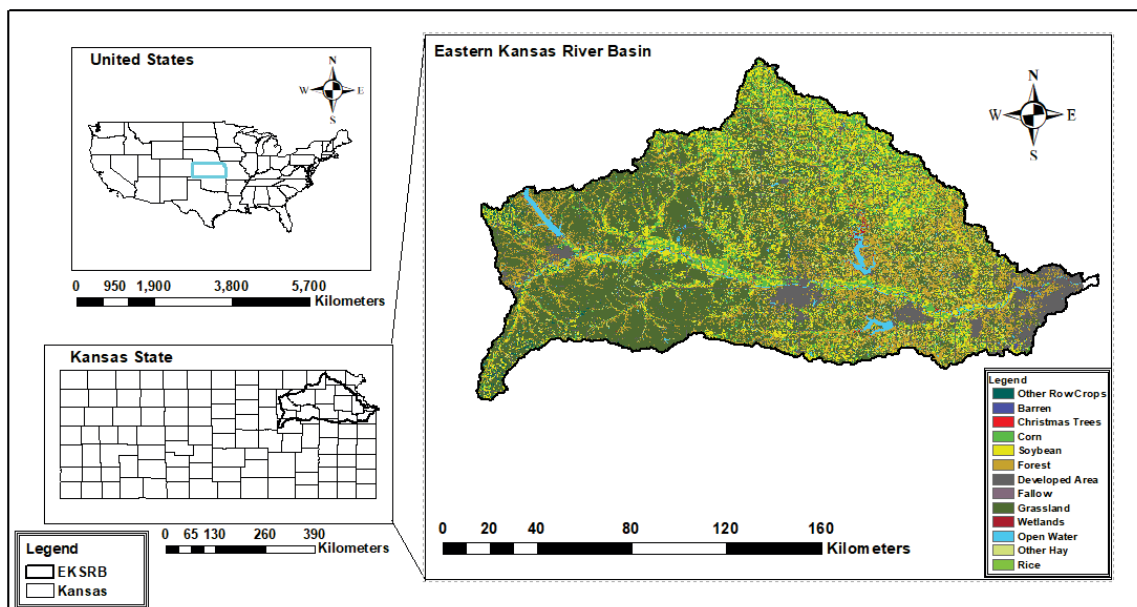 United States
N
W E
S
0 950 1,900 3,800 5,700
Kilometers
Kansas State
0 65 130 260 390
Kilometers
Legend
EKSRB
Kansas
Eastern Kansas River Basin
N
W E
S
0 20 40 80 120 160
Kilometers
Legend
Other Row Crops
Barren
Christmas Trees
Corn
Soybean
Forest
Developed Area
Fallow
Grassland
Wetlands
Open Water
Other Hay
Rice